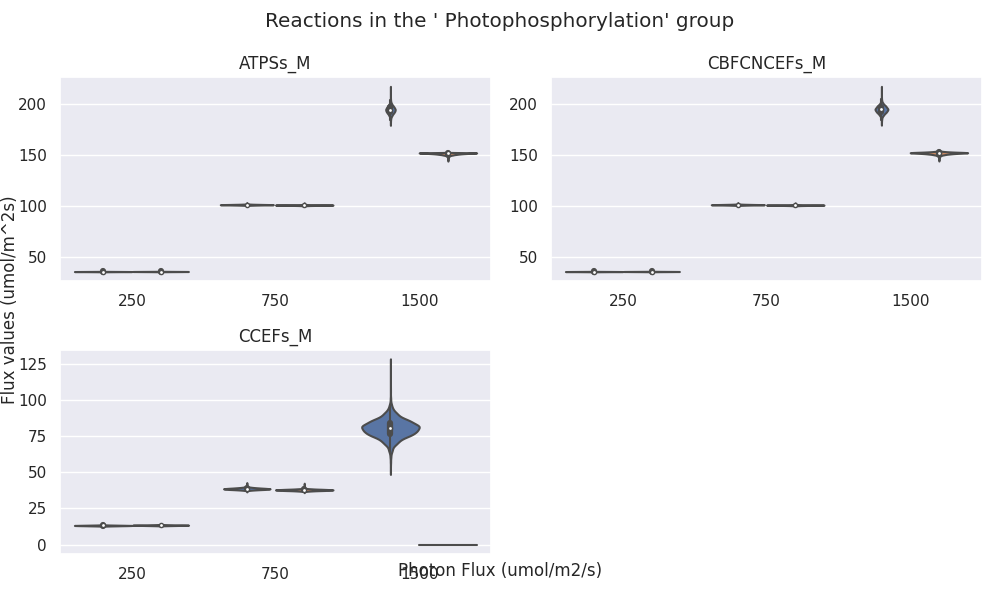 Reactions in the ' Photophosphorylation' group
ATPSs_M
200
150
100
50
250 750 1500
CBFCNCEFs_M
200
150
100
50
250 750 1500
Flux values (umol/m^2s)
CCEFs_M
125
100
75
50
25
0
250 750 1500
Photon Flux (umol/m2/s)